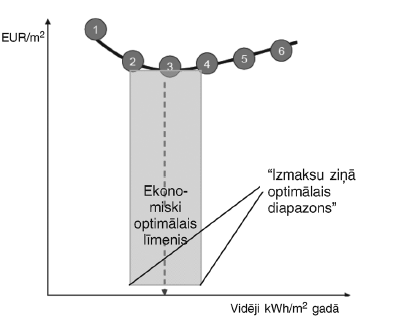 EUR/m²
1
2
3
4
5
6
Ekono-
miski
optimālais
līmenis
“Izmaksu ziņā
optimālais
diapazons”
Vidēji kWh/m² gadā